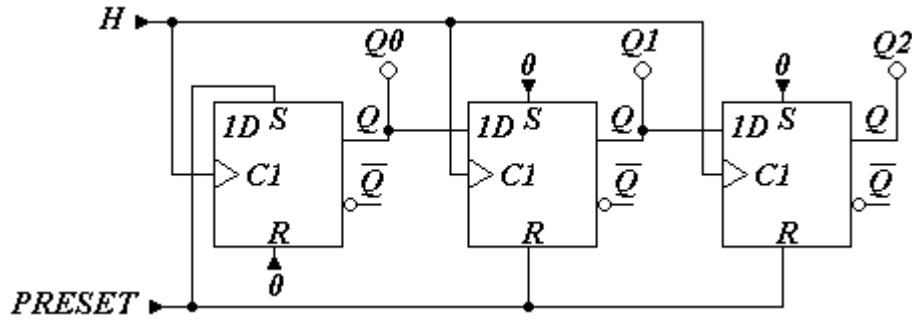 H
Q0 Q1 Q2
0 0
1D S Q 1D S Q 1D S Q
C1 Q̅ C1 Q̅ C1 Q̅
R R R
0
PRESET